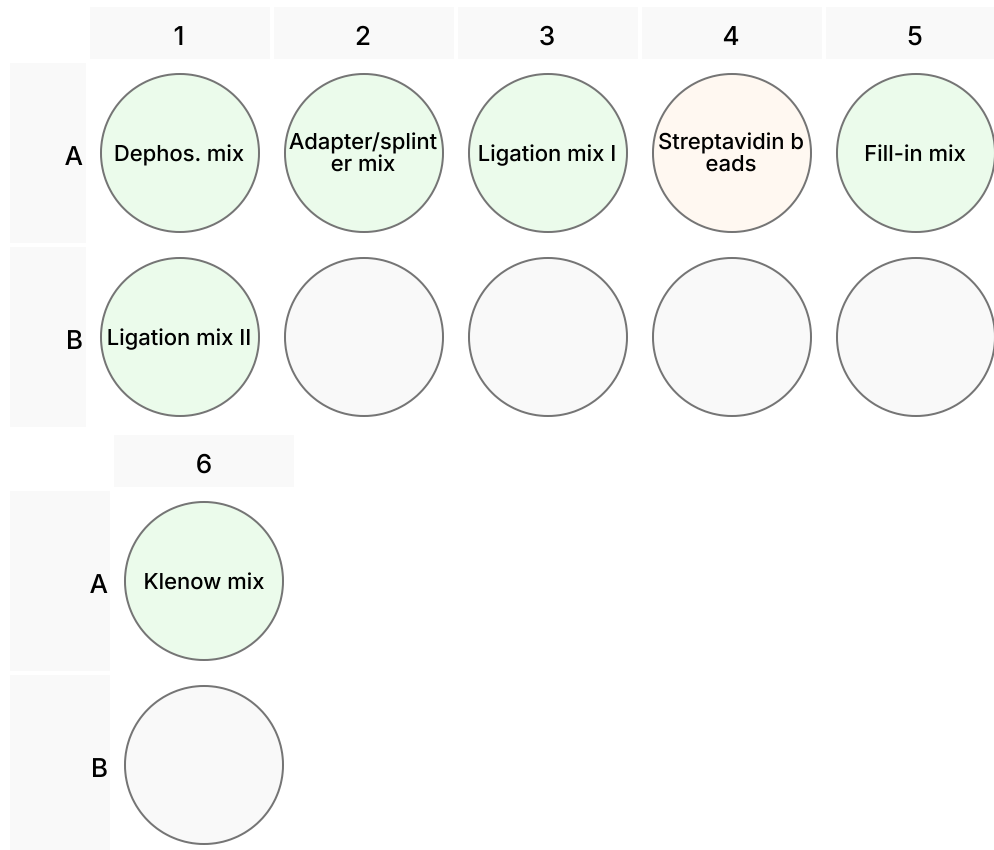 1 2 3 4 5
A Dephos. mix Adapter/splint Ligation mix I Streptavidin b Fill-in mix
er mix eads
B Ligation mix II
6
A Klenow mix
B